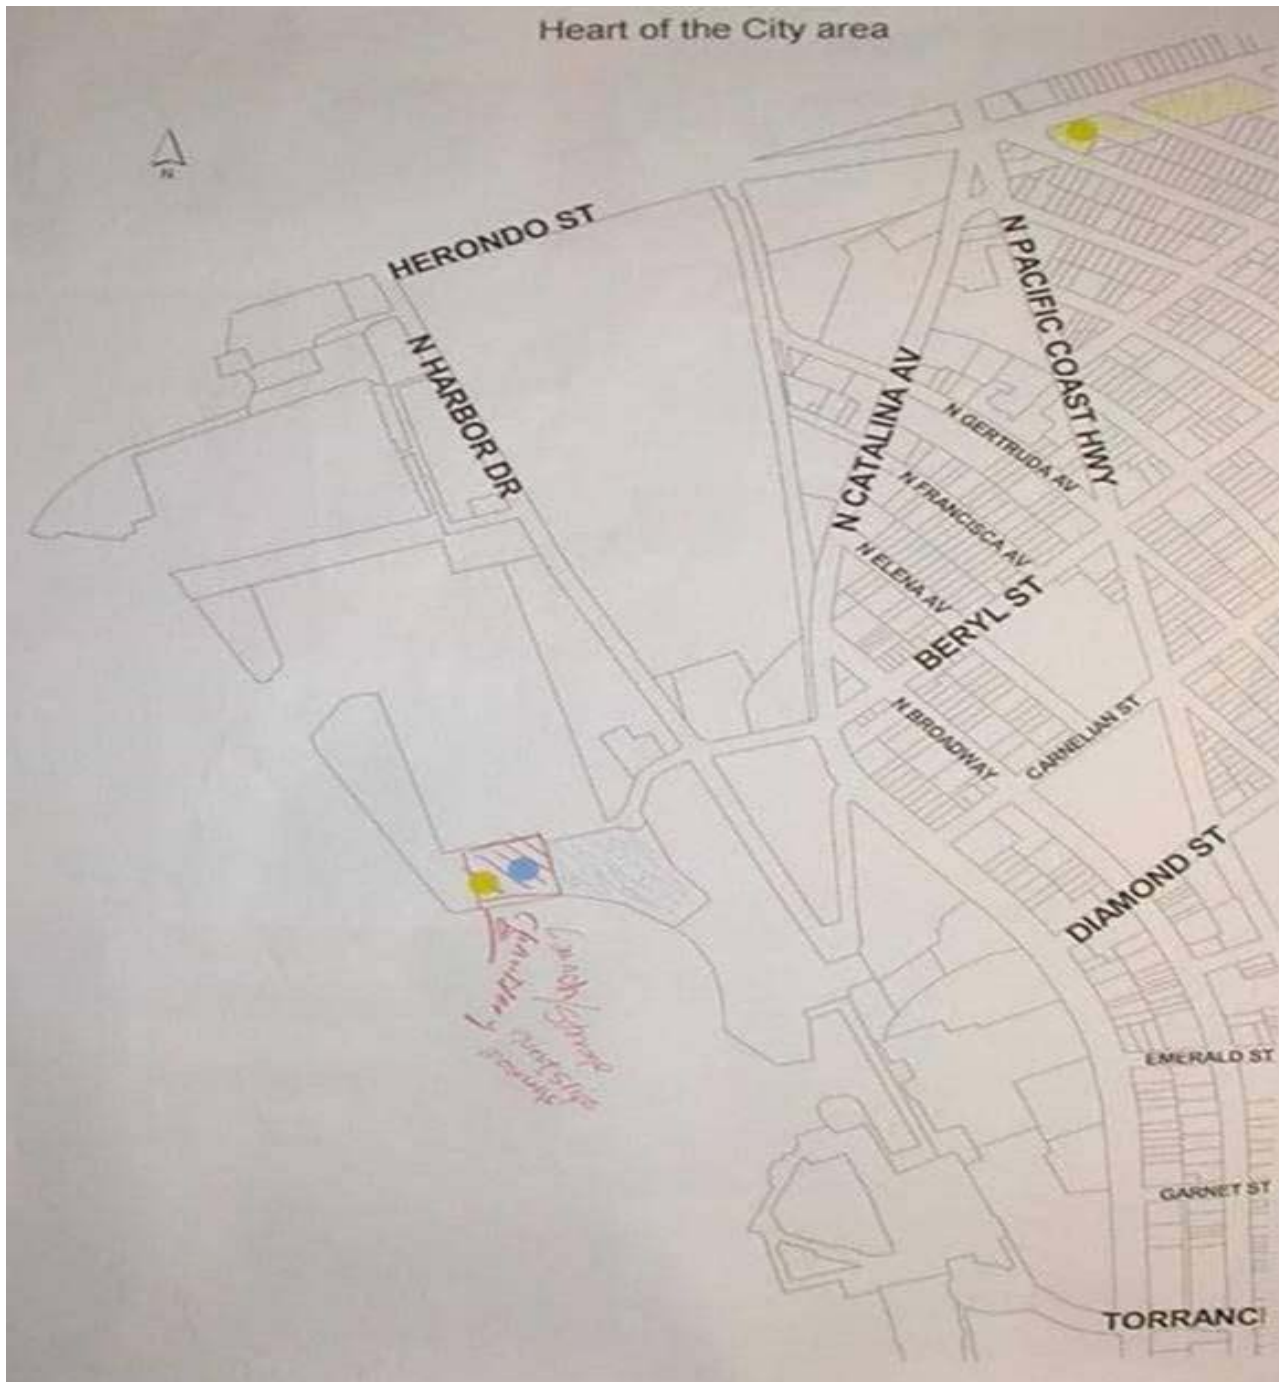 Heart of the City area
N
HERONDO ST
N HARBOR DR
N PACIFIC COAST HWY
N CATALINA AV
N GERTRUDA AV
N FRANCISCA AV
N ELENA AV
BERYL ST
N BROADWAY
CARNELIAN ST
DIAMOND ST
EMERALD ST
GARNET ST
TORRANC